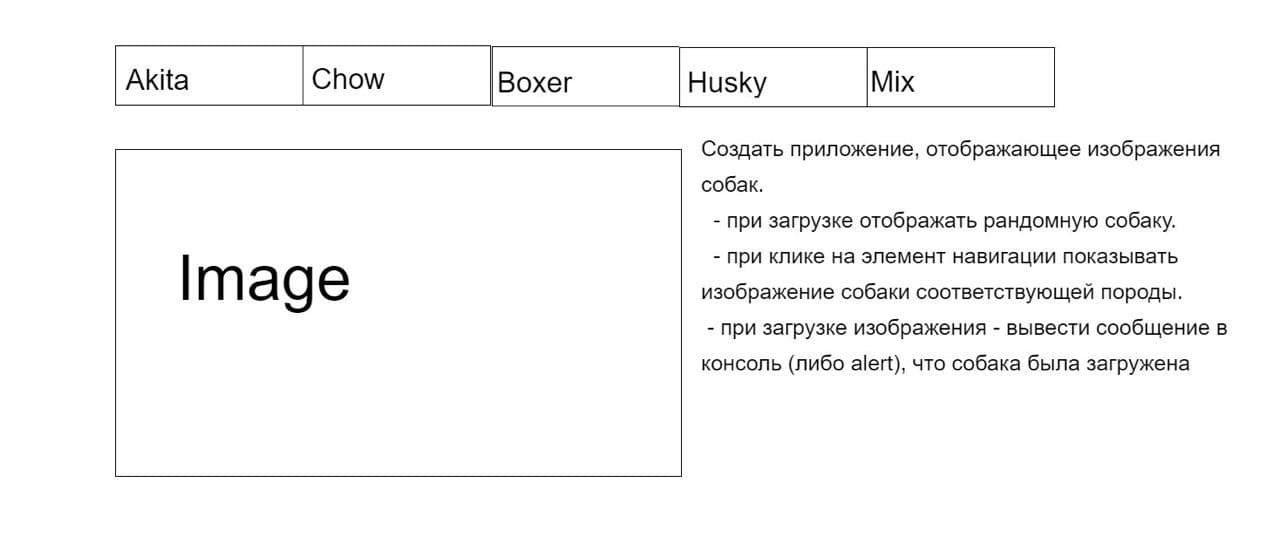 Akita Chow Boxer Husky Mix
Создать приложение, отображающее изображения
собак.
- при загрузке отображать рандомную собаку.
- при клике на элемент навигации показывать
изображение собаки соответствующей породы.
- при загрузке изображения - вывести сообщение в
консоль (либо alert), что собака была загружена
Image